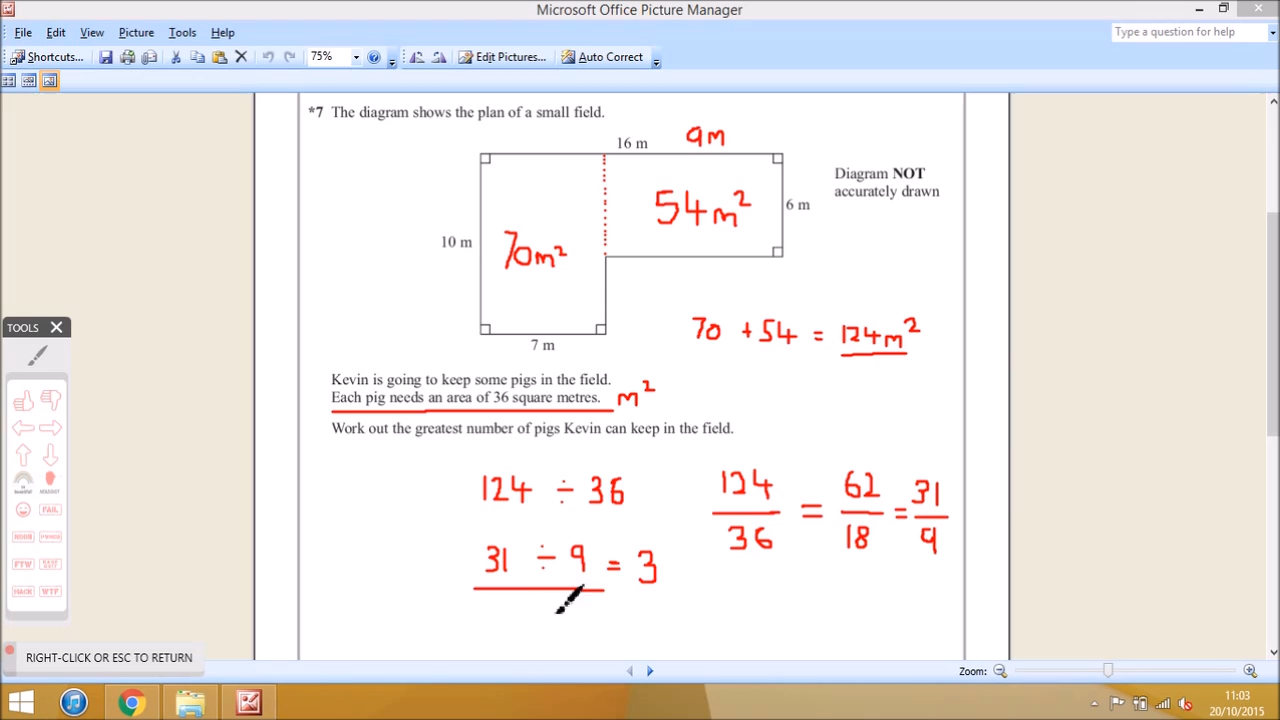 Microsoft Office Picture Manager
File Edit View Picture Tools Help
Type a question for help
Shortcuts... 75% Edit Pictures... Auto Correct
*7 The diagram shows the plan of a small field.
16 m 9m
Diagram NOT
accurately drawn
54m²
6 m
10 m
70m²
70 + 54 = 124m²
7 m
TOOLS
Kevin is going to keep some pigs in the field.
Each pig needs an area of 36 square metres. m²
Work out the greatest number of pigs Kevin can keep in the field.
124 ÷ 36
124/36 = 62/18 = 31/9
31 ÷ 9 = 3
FAIL
NOOB
FTW
HACK WTF
RIGHT-CLICK OR ESC TO RETURN
Zoom:
11:03
20/10/2015